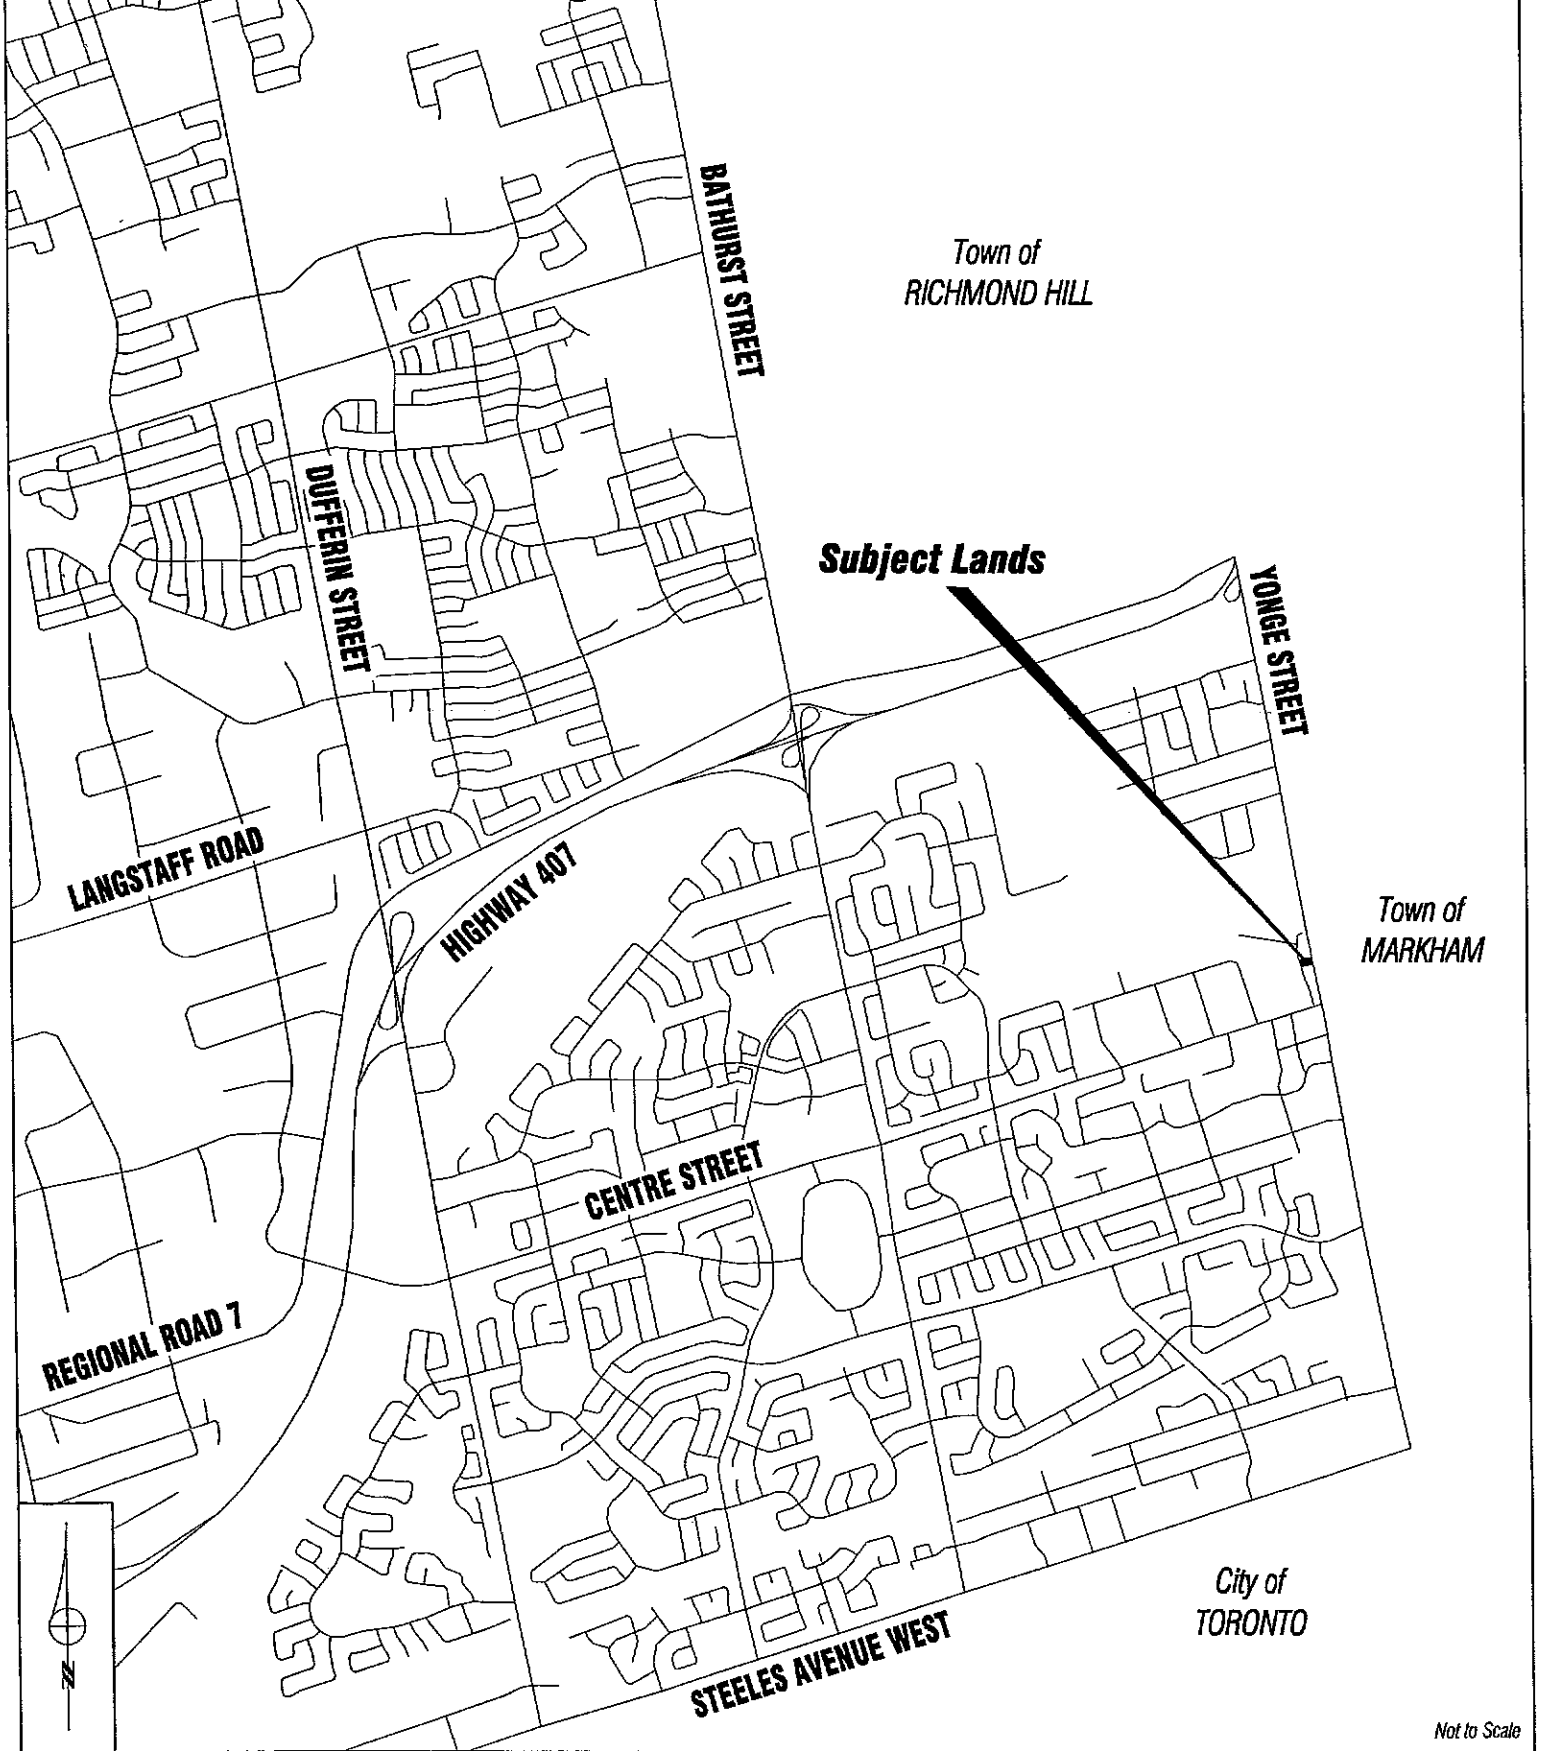 BATHURST STREET
Town of
RICHMOND HILL
DUFFERIN STREET
Subject Lands
YONGE STREET
LANGSTAFF ROAD
HIGHWAY 407
Town of
MARKHAM
CENTRE STREET
REGIONAL ROAD 7
City of
TORONTO
STEELES AVENUE WEST
N
Not to Scale